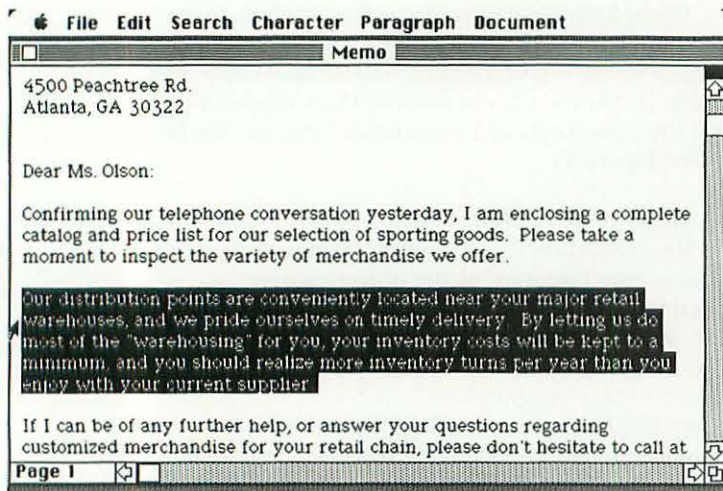 File Edit Search Character Paragraph Document
Memo
4500 Peachtree Rd.
Atlanta, GA 30322
Dear Ms. Olson:
Confirming our telephone conversation yesterday, I am enclosing a complete
catalog and price list for our selection of sporting goods. Please take a
moment to inspect the variety of merchandise we offer.
Our distribution points are conveniently located near your major retail
warehouses, and we pride ourselves on timely delivery. By letting us do
most of the "warehousing" for you, your inventory costs will be kept to a
minimum, and you should realize more inventory turns per year than you
enjoy with your current supplier.
If I can be of any further help, or answer your questions regarding
customized merchandise for your retail chain, please don't hesitate to call at
Page 1